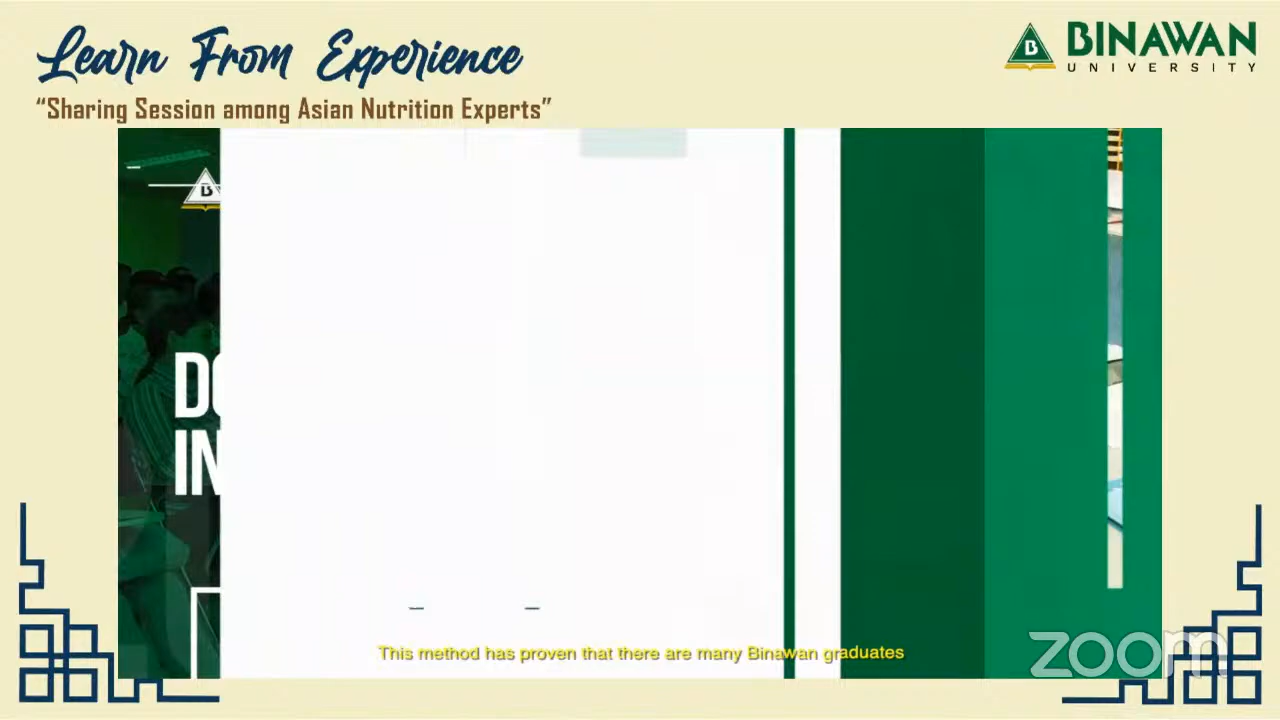 Learn From Experience
“Sharing Session among Asian Nutrition Experts”
BINAWAN
UNIVERSITY
B
B
IN
This method has proven that there are many Binawan graduates
zoom